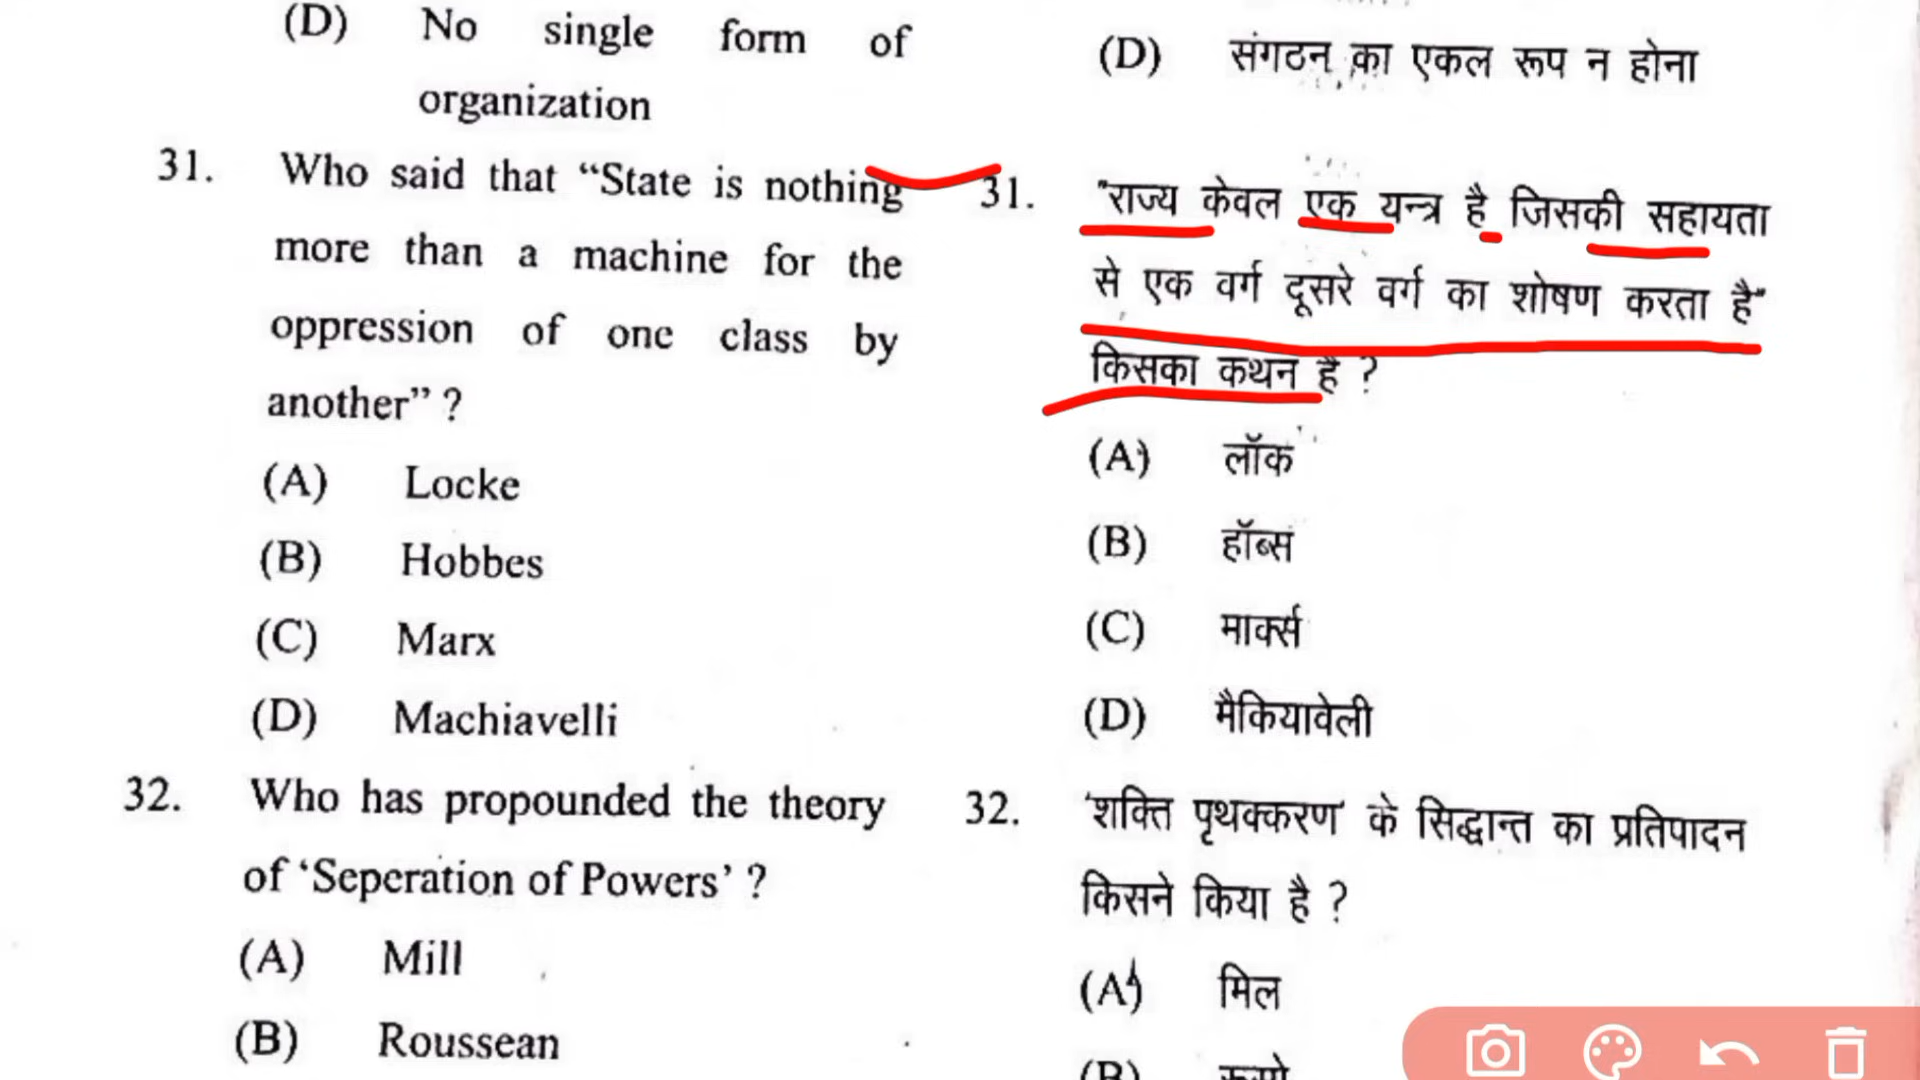 (D) No single form of
organization
31. Who said that “State is nothing
more than a machine for the
oppression of one class by
another” ?
(A) Locke
(B) Hobbes
(C) Marx
(D) Machiavelli
32. Who has propounded the theory
of ‘Seperation of Powers’ ?
(A) Mill
(B) Roussean
(D) संगठन का एकल रूप न होना
31. "राज्य केवल एक यन्त्र है जिसकी सहायता
से एक वर्ग दूसरे वर्ग का शोषण करता है"
किसका कथन है ?
(A) लॉक
(B) हॉब्स
(C) मार्क्स
(D) मैकियावेली
32. 'शक्ति पृथक्करण' के सिद्धान्त का प्रतिपादन
किसने किया है ?
(A) मिल
(B)